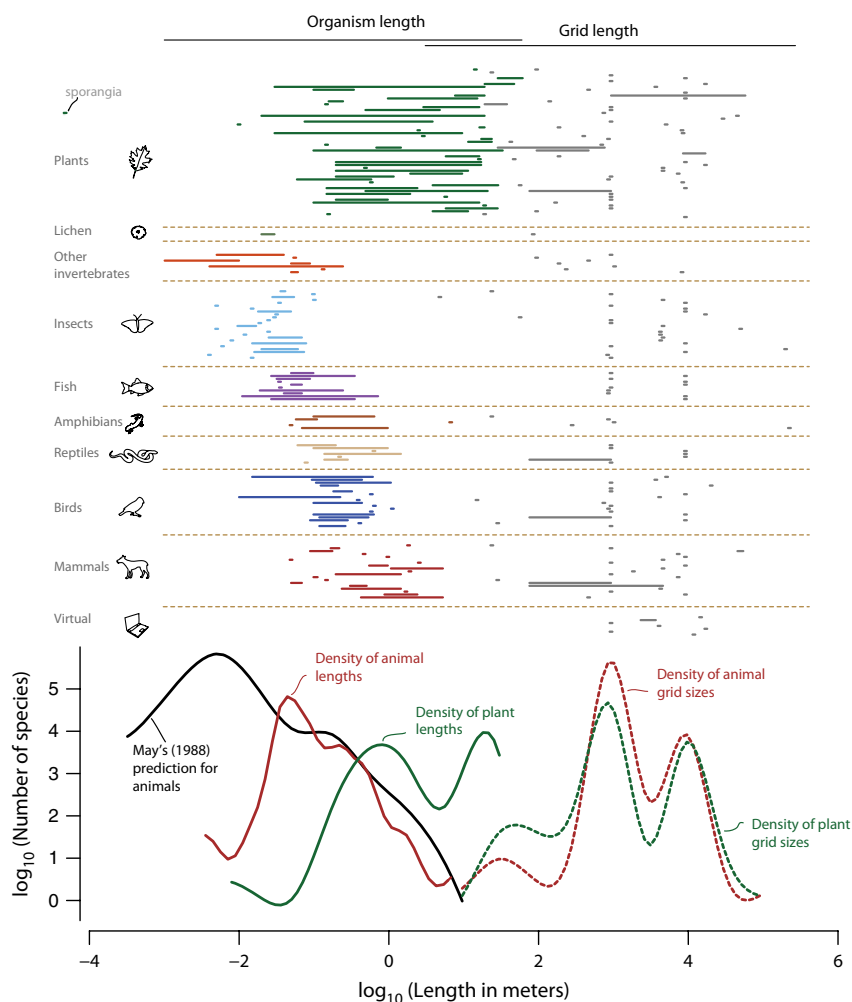 Organism length
Grid length
sporangia
Plants
Lichen
Other
invertebrates
Insects
Fish
Amphibians
Reptiles
Birds
Mammals
Virtual
Density of animal
lengths
Density of animal
grid sizes
Density of plant
lengths
May's (1988)
prediction for
animals
Density of plant
grid sizes
log10 (Number of species)
5
4
3
2
1
0
−4
−2
0
2
4
6
log10 (Length in meters)